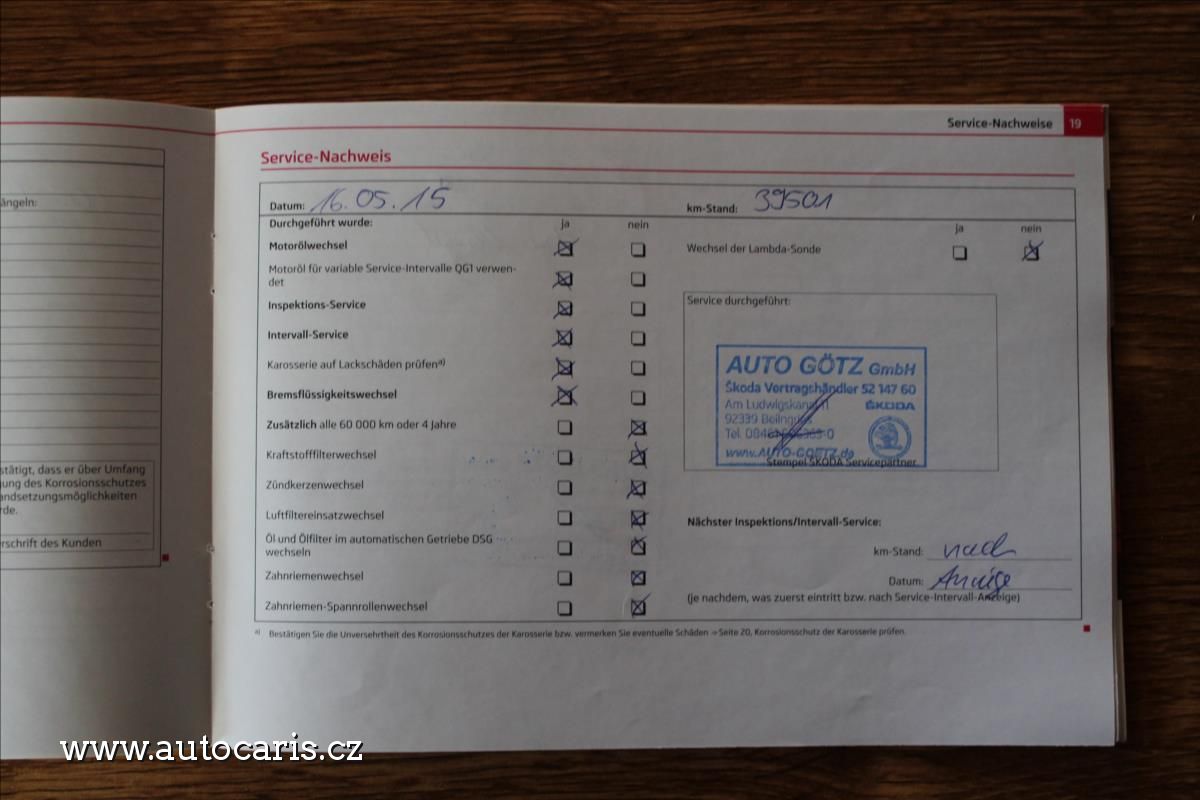 Service-Nachweise 19
Service-Nachweis
ängeln:
stätigt, dass er über Umfang
ung des Korrosionsschutzes
andsetzungsmöglichkeiten
rde.
rschrift des Kunden
Datum: 16.05.15
km-Stand: 39501
Durchgeführt wurde: ja nein
Motorölwechsel
Motoröl für variable Service-Intervalle QG1 verwen-
det
Inspektions-Service
Intervall-Service
Karosserie auf Lackschäden prüfen a)
Bremsflüssigkeitswechsel
Zusätzlich alle 60 000 km oder 4 Jahre
Kraftstofffilterwechsel
Zündkerzenwechsel
Luftfiltereinsatzwechsel
Öl und Ölfilter im automatischen Getriebe DSG
wechseln
Zahnriemenwechsel
Zahnriemen-Spannrollenwechsel
ja nein
Wechsel der Lambda-Sonde
Service durchgeführt:
AUTO GÖTZ GmbH
Škoda Vertragshändler 52 147 60
Am Ludwigskanal 11
ŠKODA
92339 Beilngries
Tel.
www.AUTO-GOETZ.de
Stempel ŠKODA Servicepartner
Nächster Inspektions/Intervall-Service:
km-Stand: nach
Datum: Anzeige
(je nachdem, was zuerst eintritt bzw. nach Service-Intervall-Anzeige)
a) Bestätigen Sie die Unversehrtheit des Korrosionsschutzes der Karosserie bzw. vermerken Sie eventuelle Schäden ⇒ Seite 20, Korrosionsschutz der Karosserie prüfen.
www.autocaris.cz